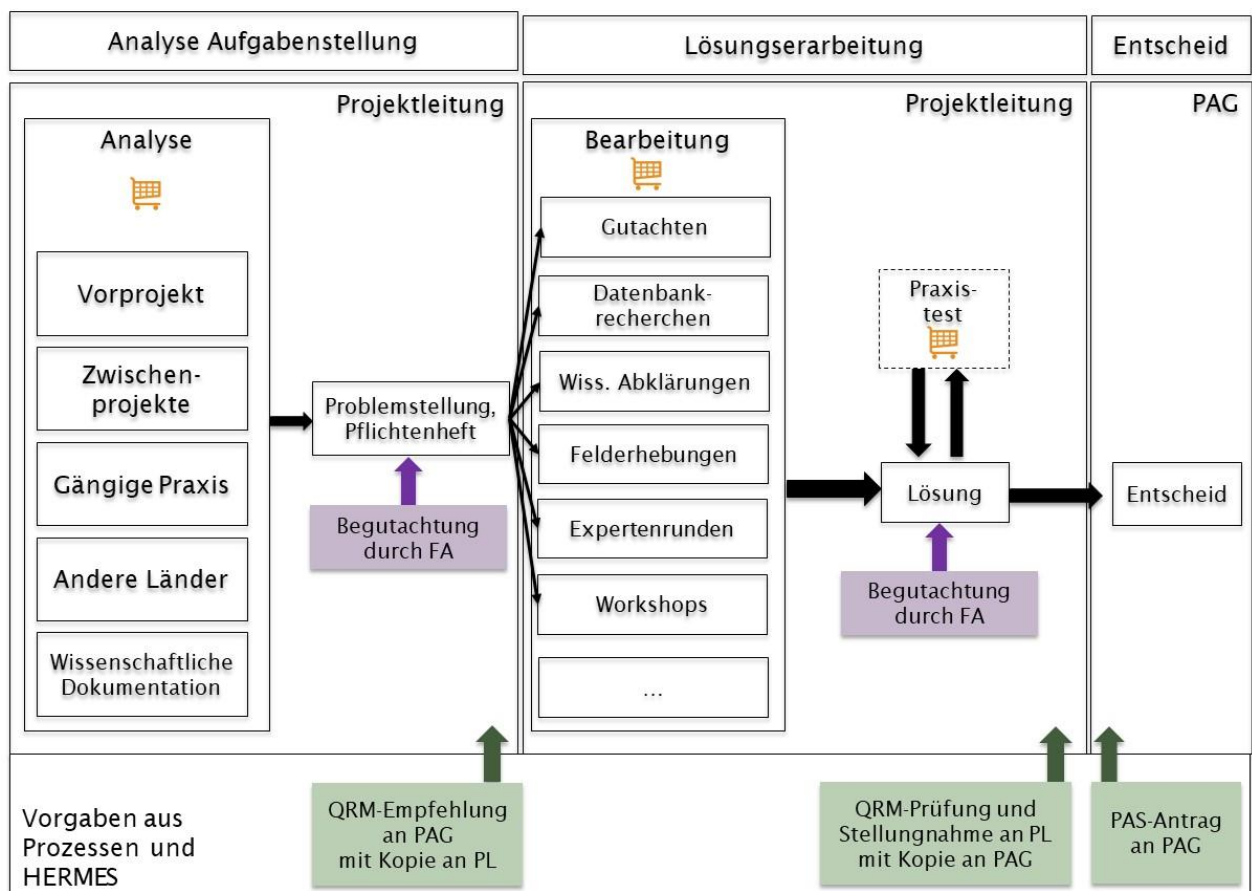 Analyse Aufgabenstellung
Lösungserarbeitung
Entscheid
Projektleitung
Analyse
Vorprojekt
Zwischen-
projekte
Gängige Praxis
Andere Länder
Wissenschaftliche
Dokumentation
Problemstellung,
Pflichtenheft
Begutachtung
durch FA
Projektleitung
Bearbeitung
Gutachten
Datenbank-
recherchen
Wiss. Abklärungen
Felderhebungen
Expertenrunden
Workshops
...
Praxis-
test
Lösung
Begutachtung
durch FA
PAG
Entscheid
Vorgaben aus
Prozessen und
HERMES
QRM-Empfehlung
an PAG
mit Kopie an PL
QRM-Prüfung und
Stellungnahme an PL
mit Kopie an PAG
PAS-Antrag
an PAG